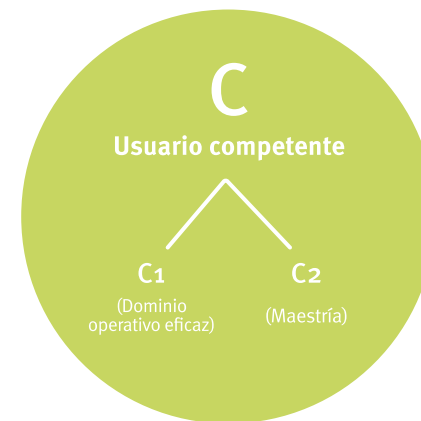 C
Usuario competente
C1
(Dominio
operativo eficaz)
C2
(Maestría)